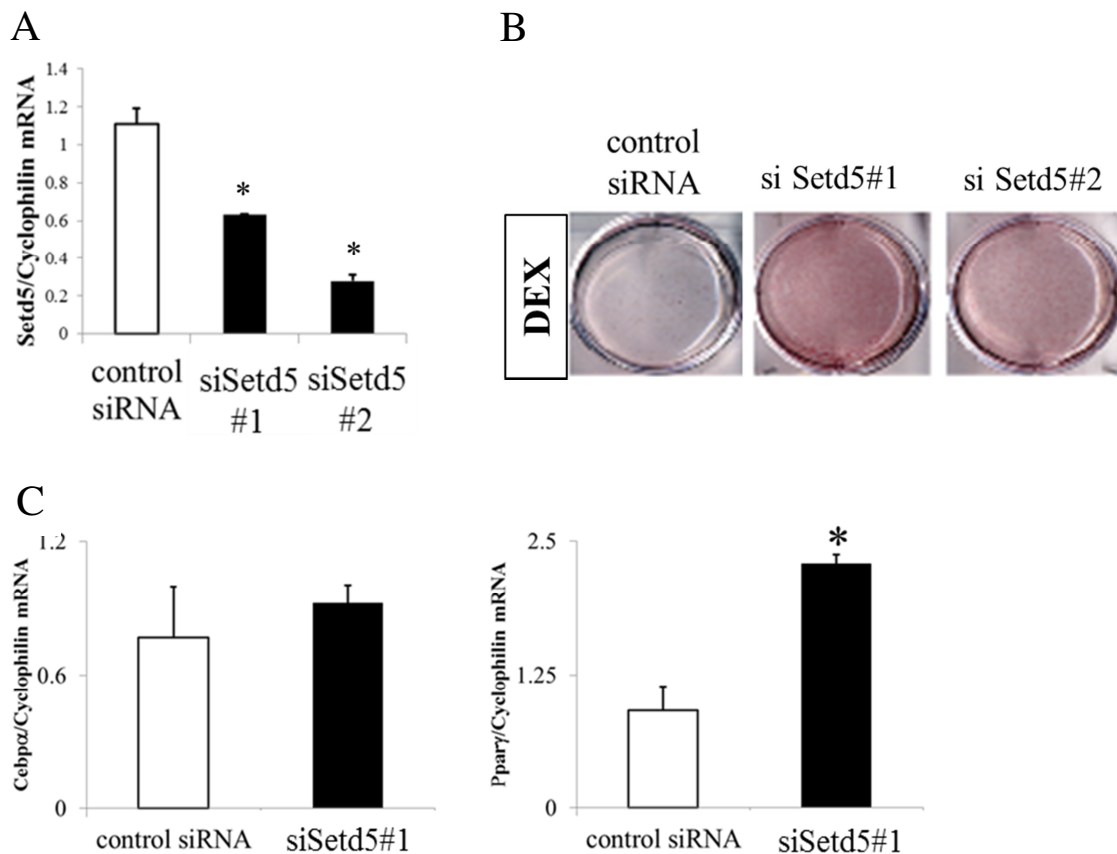 A
Setd5/Cyclophilin mRNA
1.4
1.2
1
0.8
0.6
0.4
0.2
0
*
*
control
siRNA
siSetd5
#1
siSetd5
#2
B
control
siRNA
si Setd5#1
si Setd5#2
DEX
C
Cebpα/Cyclophilin mRNA
1.2
0.6
0
control siRNA
siSetd5#1
Pparγ/Cyclophilin mRNA
2.5
1.25
0
*
control siRNA
siSetd5#1